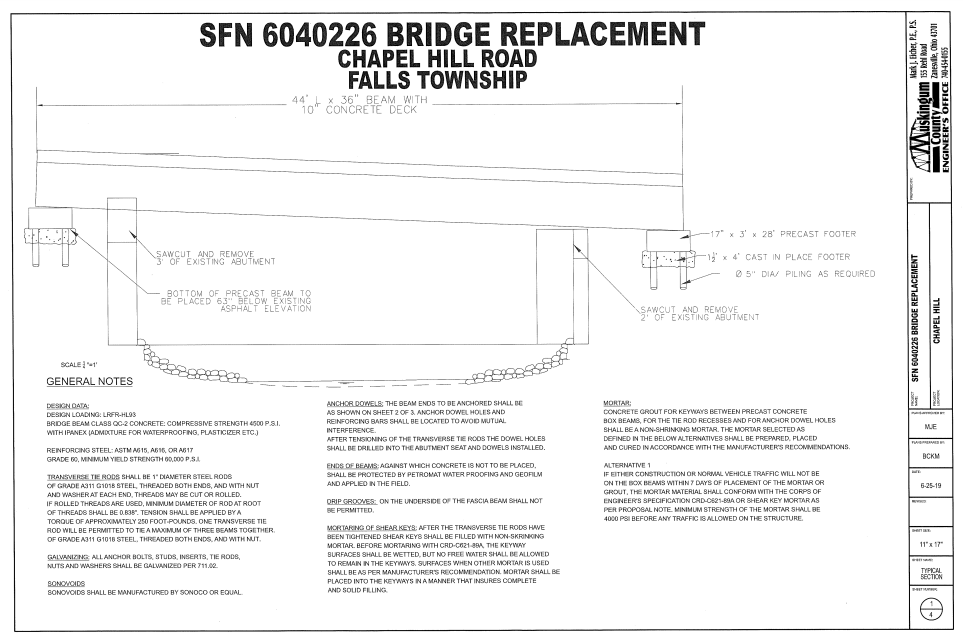 SFN 6040226 BRIDGE REPLACEMENT
CHAPEL HILL ROAD
FALLS TOWNSHIP
44' x 36" BEAM WITH
10" CONCRETE DECK
17" x 3' x 28' PRECAST FOOTER
1½' x 4' CAST IN PLACE FOOTER
Ø 5" DIA/ PILING AS REQUIRED
SAWCUT AND REMOVE
3' OF EXISTING ABUTMENT
BOTTOM OF PRECAST BEAM TO
BE PLACED 63" BELOW EXISTING
ASPHALT ELEVATION
SAWCUT AND REMOVE
2' OF EXISTING ABUTMENT
SCALE "=1'
GENERAL NOTES
DESIGN DATA:
DESIGN LOADING: LRFR-HL93
BRIDGE BEAM CLASS QC-2 CONCRETE; COMPRESSIVE STRENGTH 4500 P.S.I.
WITH IPANEX (ADMIXTURE FOR WATERPROOFING, PLASTICIZER ETC.)
REINFORCING STEEL: ASTM A615, A616, OR A617
GRADE 60, MINIMUM YIELD STRENGTH 60,000 P.S.I.
TRANSVERSE TIE RODS SHALL BE 1" DIAMETER STEEL RODS
OF GRADE A311 G1018 STEEL, THREADED BOTH ENDS, AND WITH NUT
AND WASHER AT EACH END, THREADS MAY BE CUT OR ROLLED.
IF ROLLED THREADS ARE USED, MINIMUM DIAMETER OF ROD AT ROOT
OF THREADS SHALL BE 0.838". TENSION SHALL BE APPLIED BY A
TORQUE OF APPROXIMATELY 250 FOOT-POUNDS. ONE TRANSVERSE TIE
ROD WILL BE PERMITTED TO TIE A MAXIMUM OF THREE BEAMS TOGETHER.
OF GRADE A311 G1018 STEEL, THREADED BOTH ENDS, AND WITH NUT.
GALVANIZING: ALL ANCHOR BOLTS, STUDS, INSERTS, TIE RODS,
NUTS AND WASHERS SHALL BE GALVANIZED PER 711.02.
SONOVOIDS
SONOVOIDS SHALL BE MANUFACTURED BY SONOCO OR EQUAL.
ANCHOR DOWELS: THE BEAM ENDS TO BE ANCHORED SHALL BE
AS SHOWN ON SHEET 2 OF 3. ANCHOR DOWEL HOLES AND
REINFORCING BARS SHALL BE LOCATED TO AVOID MUTUAL
INTERFERENCE.
AFTER TENSIONING OF THE TRANSVERSE TIE RODS THE DOWEL HOLES
SHALL BE DRILLED INTO THE ABUTMENT SEAT AND DOWELS INSTALLED.
ENDS OF BEAMS: AGAINST WHICH CONCRETE IS NOT TO BE PLACED,
SHALL BE PROTECTED BY PETROMAT WATER PROOFING AND GEOFILM
AND APPLIED IN THE FIELD.
DRIP GROOVES: ON THE UNDERSIDE OF THE FASCIA BEAM SHALL NOT
BE PERMITTED.
MORTARING OF SHEAR KEYS: AFTER THE TRANSVERSE TIE RODS HAVE
BEEN TIGHTENED SHEAR KEYS SHALL BE FILLED WITH NON-SKRINKING
MORTAR. BEFORE MORTARING WITH CRD-C621-89A, THE KEYWAY
SURFACES SHALL BE WETTED, BUT NO FREE WATER SHALL BE ALLOWED
TO REMAIN IN THE KEYWAYS. SURFACES WHEN OTHER MORTAR IS USED
SHALL BE AS PER MANUFACTURER'S RECOMMENDATION. MORTAR SHALL BE
PLACED INTO THE KEYWAYS IN A MANNER THAT INSURES COMPLETE
AND SOLID FILLING.
MORTAR:
CONCRETE GROUT FOR KEYWAYS BETWEEN PRECAST CONCRETE
BOX BEAMS, FOR THE TIE ROD RECESSES AND FOR ANCHOR DOWEL HOLES
SHALL BE A NON-SHRINKING MORTAR. THE MORTAR SELECTED AS
DEFINED IN THE BELOW ALTERNATIVES SHALL BE PREPARED, PLACED
AND CURED IN ACCORDANCE WITH THE MANUFACTURER'S RECOMMENDATIONS.
ALTERNATIVE 1
IF EITHER CONSTRUCTION OR NORMAL VEHICLE TRAFFIC WILL NOT BE
ON THE BOX BEAMS WITHIN 7 DAYS OF PLACEMENT OF THE MORTAR OR
GROUT, THE MORTAR MATERIAL SHALL CONFORM WITH THE CORPS OF
ENGINEER'S SPECIFICATION CRD-C621-89A OR SHEAR KEY MORTAR AS
PER PROPOSAL NOTE. MINIMUM STRENGTH OF THE MORTAR SHALL BE
4000 PSI BEFORE ANY TRAFFIC IS ALLOWED ON THE STRUCTURE.
PREPARED BY:
Muskingum
County
ENGINEER'S OFFICE
Mark J. Eicher, P.E., P.S.
155 Rehl Road
Zanesville, Ohio 43701
740-454-0155
PROJECT NAME:
SFN 6040226 BRIDGE REPLACEMENT
PROJECT LOCATION:
CHAPEL HILL
PLAN APPROVED BY:
MJE
PLAN PREPARED BY:
BCKM
DATE:
6-25-19
REVISED:
SHEET SIZE:
11" x 17"
SHEET NAME:
TYPICAL
SECTION
SHEET NUMBER:
1
4